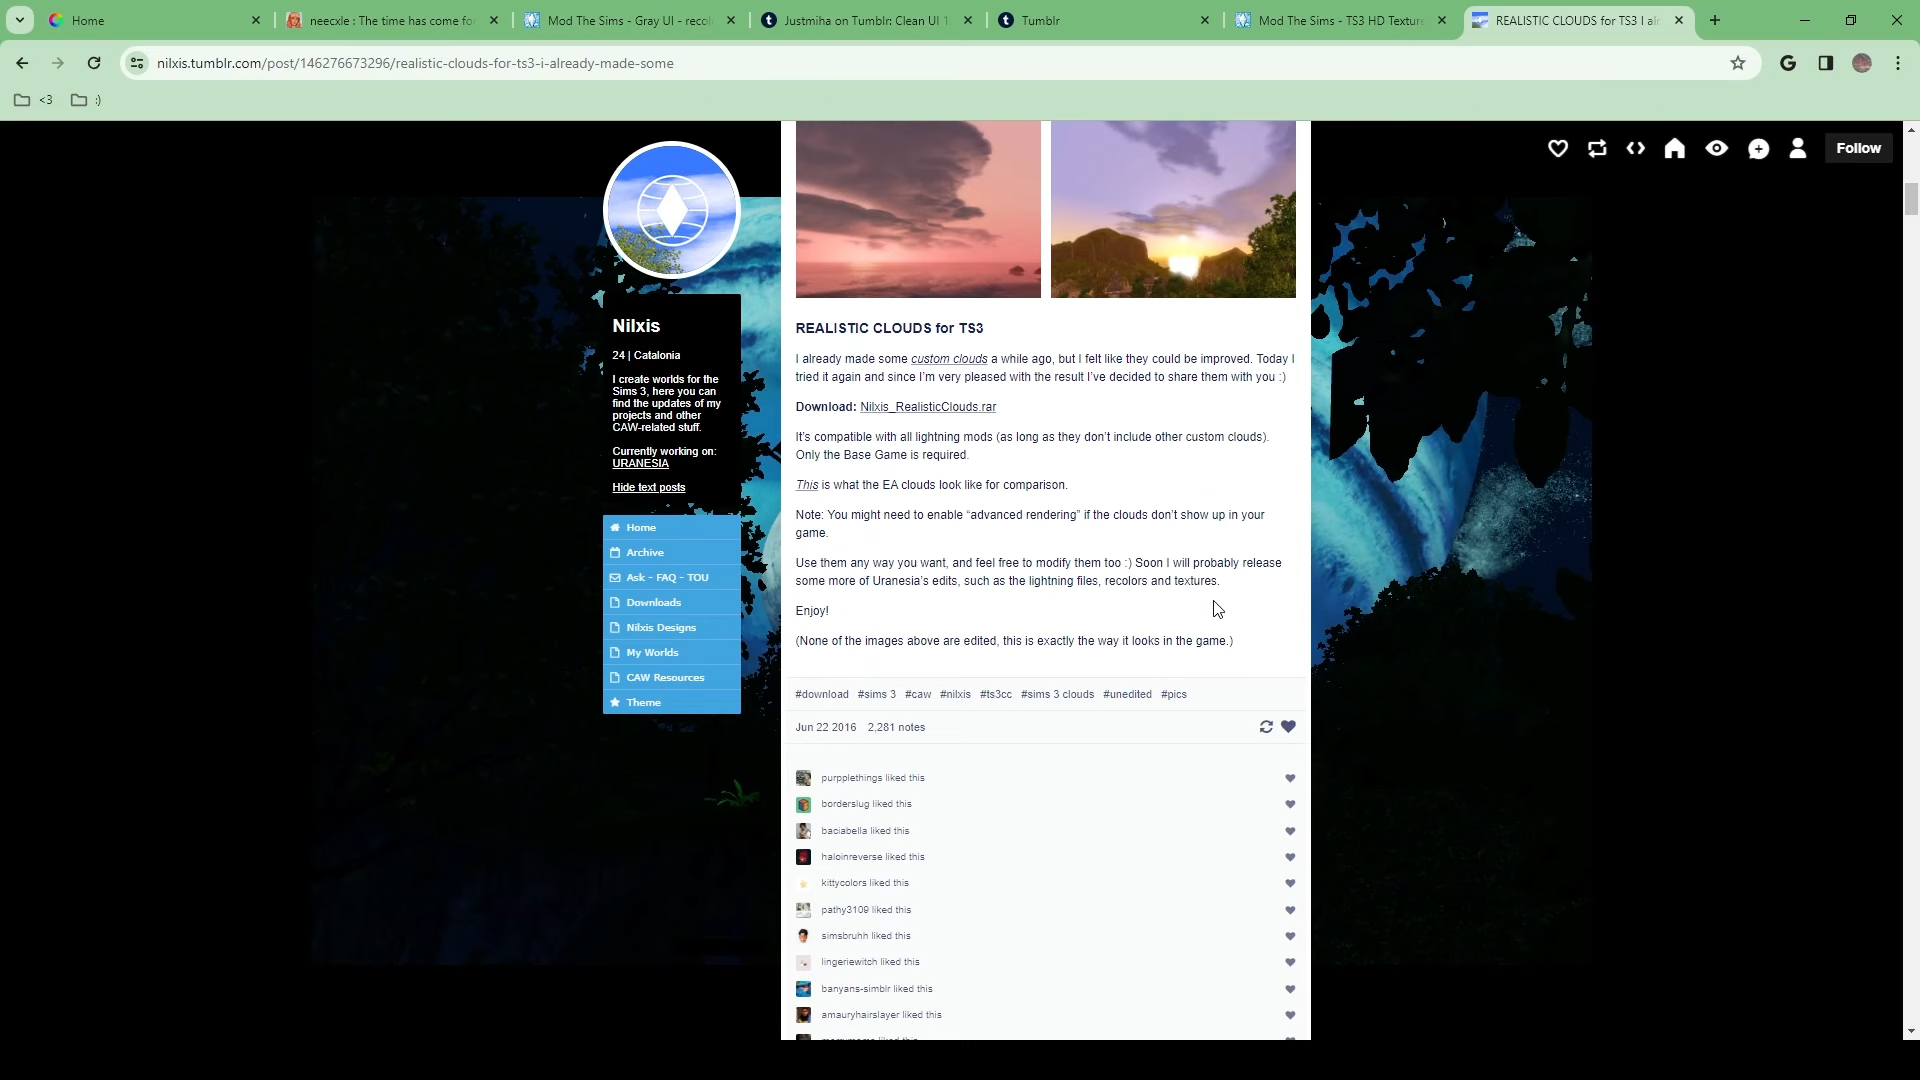 Home
neecxle : The time has come fo
Mod The Sims - Gray UI - recol
Justmiha on Tumblr: Clean UI 1
Tumblr
Mod The Sims - TS3 HD Texture
REALISTIC CLOUDS for TS3 I alr
nilxis.tumblr.com/post/146276673296/realistic-clouds-for-ts3-i-already-made-some
<3
:)
Follow
Nilxis
24 | Catalonia
I create worlds for the
Sims 3, here you can
find the updates of my
projects and other
CAW-related stuff.
Currently working on:
URANESIA
Hide text posts
Home
Archive
Ask - FAQ - TOU
Downloads
Nilxis Designs
My Worlds
CAW Resources
Theme
REALISTIC CLOUDS for TS3
I already made some custom clouds a while ago, but I felt like they could be improved. Today I
tried it again and since I’m very pleased with the result I’ve decided to share them with you :)
Download: Nilxis_RealisticClouds.rar
It’s compatible with all lightning mods (as long as they don’t include other custom clouds).
Only the Base Game is required.
This is what the EA clouds look like for comparison.
Note: You might need to enable “advanced rendering” if the clouds don’t show up in your
game.
Use them any way you want, and feel free to modify them too :) Soon I will probably release
some more of Uranesia’s edits, such as the lightning files, recolors and textures.
Enjoy!
(None of the images above are edited, this is exactly the way it looks in the game.)
#download #sims 3 #caw #nilxis #ts3cc #sims 3 clouds #unedited #pics
Jun 22 2016 2,281 notes
purpplethings liked this
borderslug liked this
baciabella liked this
haloinreverse liked this
kittycolors liked this
pathy3109 liked this
simsbruhh liked this
lingeriewitch liked this
banyans-simblr liked this
amauryhairslayer liked this